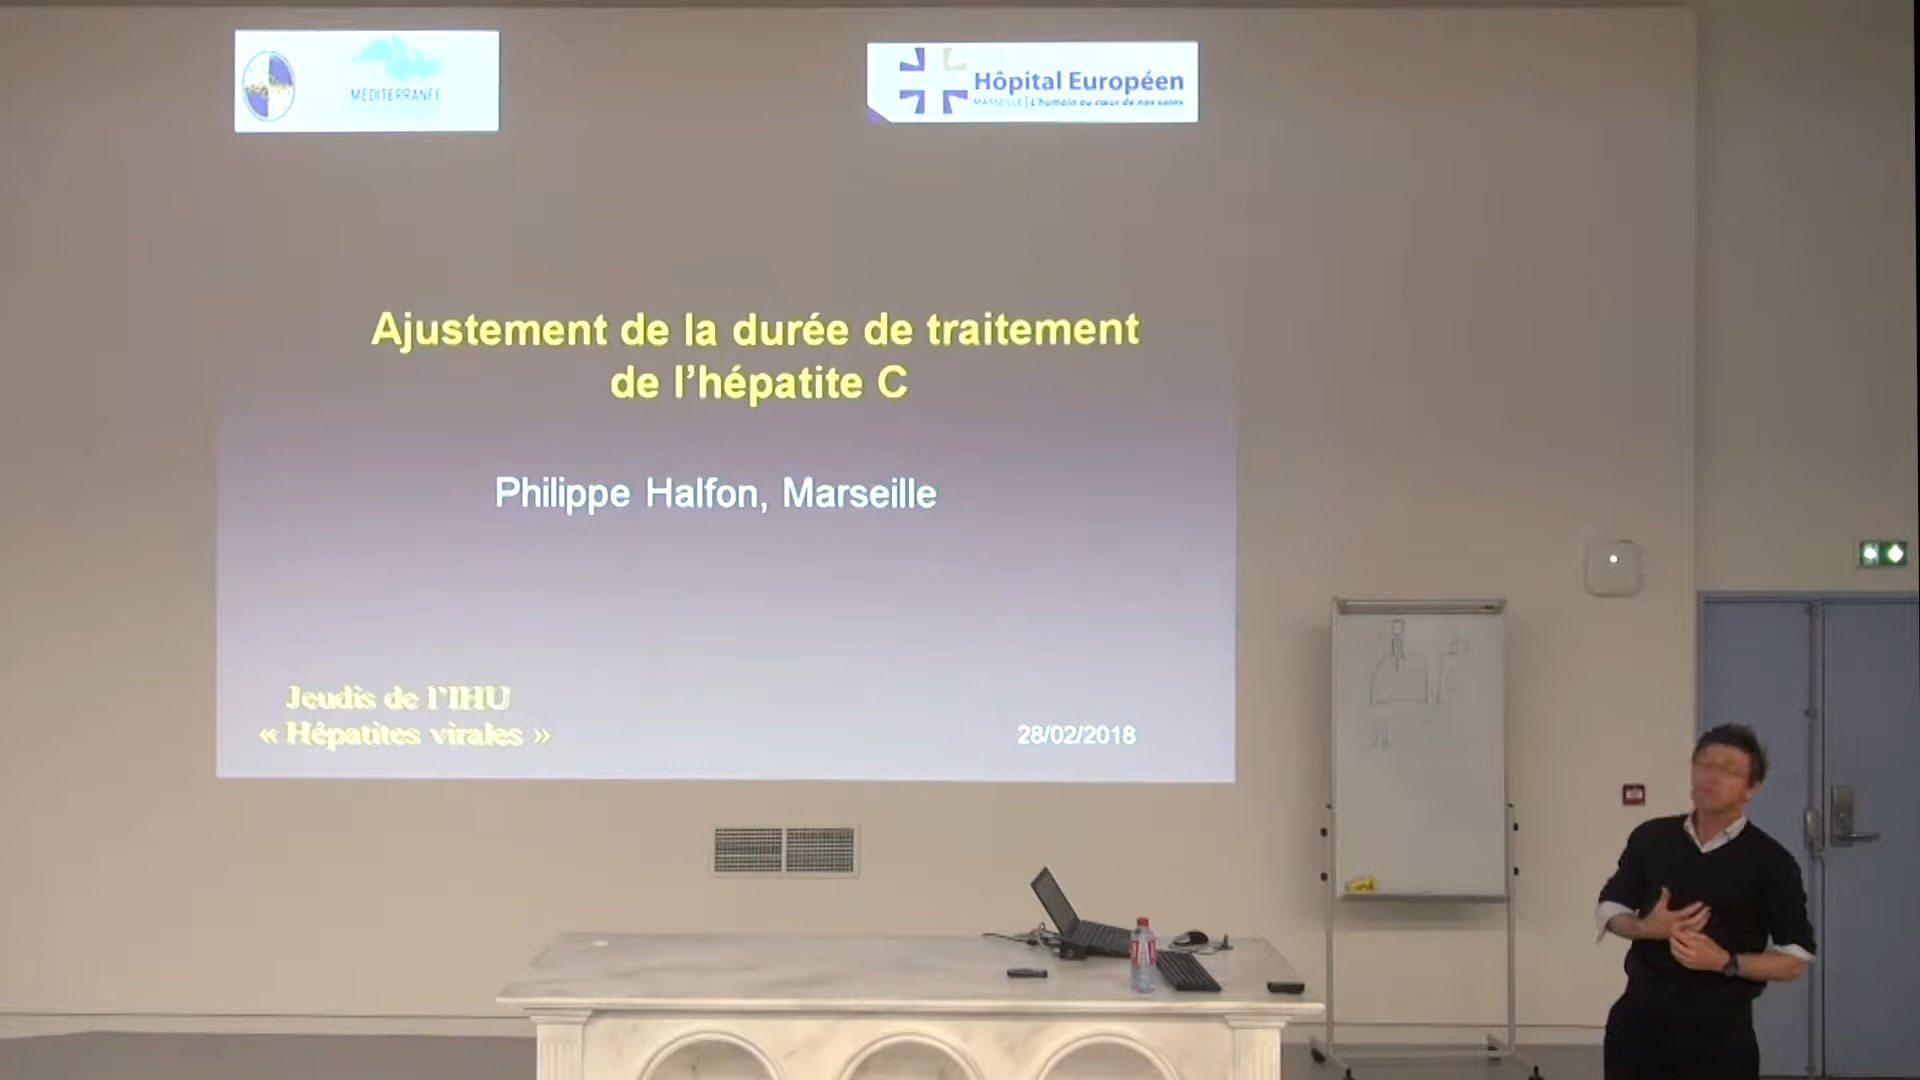 MÉDITERRANÉE
Hôpital Européen
MARSEILLE | L'humain au cœur de nos soins
Ajustement de la durée de traitement
de l'hépatite C
Philippe Halfon, Marseille
Jeudis de l'IHU
« Hépatites virales »
28/02/2018